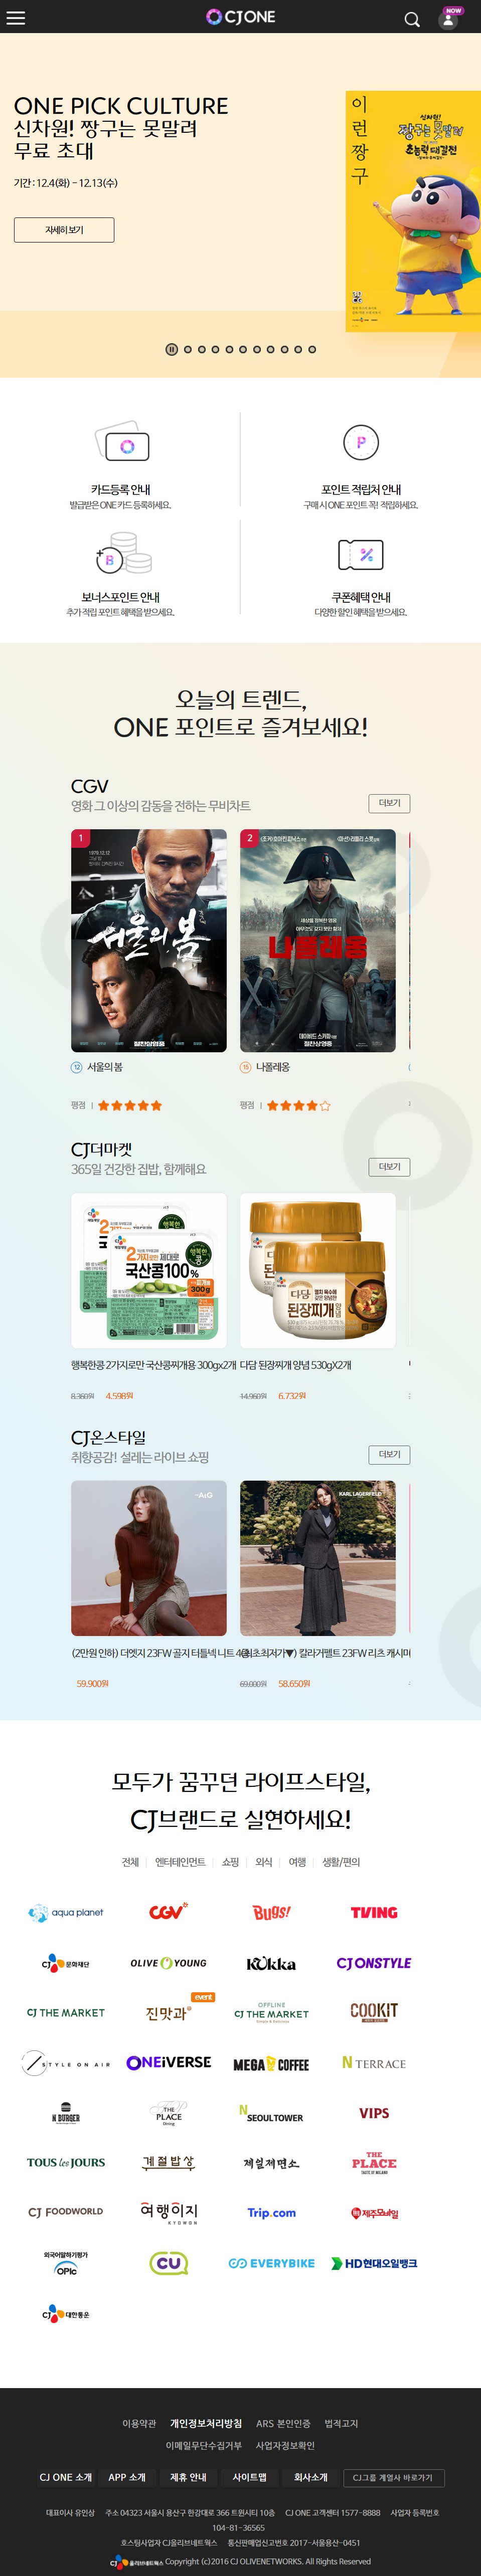 CJ ONE
NOW
ONE PICK CULTURE
신차원! 짱구는 못말려
무료 초대
기간 : 12.4(화) - 12.13(수)
자세히 보기
이런짱구
신차원!
짱구는 못말려
초능력 대결전
카드등록 안내
발급받은 ONE 카드 등록하세요.
포인트 적립처 안내
구매 시 ONE 포인트 꼭! 적립하세요.
보너스포인트 안내
추가 적립 포인트 혜택을 받으세요.
쿠폰혜택 안내
다양한 할인 혜택을 받으세요.
오늘의 트렌드,
ONE 포인트로 즐겨보세요!
CGV
영화 그 이상의 감동을 전하는 무비차트
더보기
1
1979.12.12
서울의 봄
2
나폴레옹
12 서울의 봄
15 나폴레옹
평점
평점
CJ더마켓
365일 건강한 집밥, 함께해요
더보기
행복한콩
2가지로만 제대로
국산콩100%
300g
다담
된장찌개 양념
행복한콩 2가지로만 국산콩찌개용 300gx2개
다담 된장찌개 양념 530gX2개
8,360원 4,598원
14,960원 6,732원
CJ온스타일
취향공감! 설레는 라이브 쇼핑
더보기
A&G
KARL LAGERFELD
(2만원 인하) 더엣지 23FW 골지 터틀넥 니트 4종
(최초최저가▼) 칼라거펠트 23FW 리츠 캐시머
59,900원
69,000원 58,650원
모두가 꿈꾸던 라이프스타일,
CJ브랜드로 실현하세요!
전체 엔터테인먼트 쇼핑 외식 여행 생활/편의
aqua planet
CGV
Bugs!
TVING
CJ 문화재단
OLIVE YOUNG
KUKKA
CJ ONSTYLE
CJ THE MARKET
진맛과
event
OFFLINE
CJ THE MARKET
Simple & Delicious
COOKIT
STYLE ON AIR
ONEiVERSE
MEGA COFFEE
N TERRACE
N BURGER
THE PLACE
Dining
N SEOULTOWER
VIPS
TOUS les JOURS
계절밥상
제일제면소
THE PLACE
TASTE OF MILANO
CJ FOODWORLD
여행이지
KYOWON
Trip.com
제주모바일
외국어말하기평가
OPIc
CU
EVERYBIKE
HD현대오일뱅크
CJ 대한통운
이용약관 개인정보처리방침 ARS 본인인증 법적고지
이메일무단수집거부 사업자정보확인
CJ ONE 소개 APP 소개 제휴 안내 사이트맵 회사소개 CJ그룹 계열사 바로가기
대표이사 유인상 주소 04323 서울시 용산구 한강대로 366 트윈시티 10층 CJ ONE 고객센터 1577-8888 사업자 등록번호
104-81-36565
호스팅사업자 CJ올리브네트웍스 통신판매업신고번호 2017-서울용산-0451
CJ 올리브네트웍스 Copyright (c)2016 CJ OLIVENETWORKS. All Rights Reserved